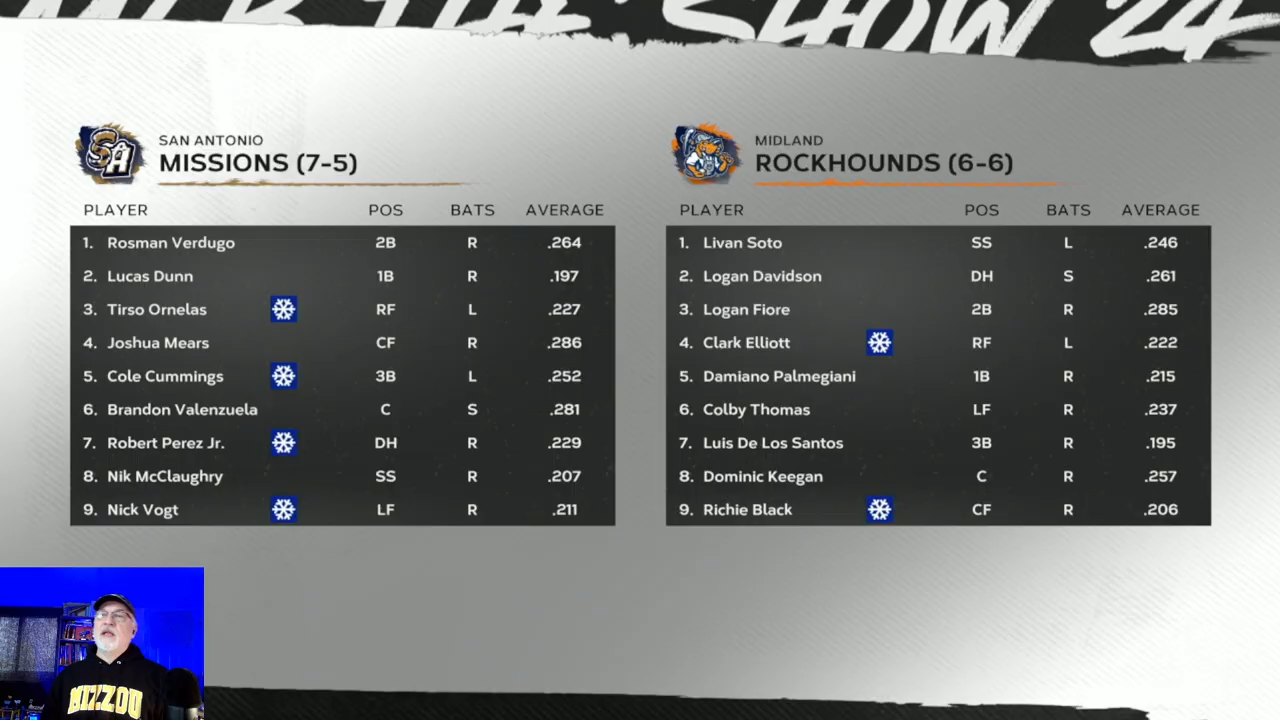 MLB THE SHOW 24
SAN ANTONIO
MISSIONS (7-5)
PLAYER POS BATS AVERAGE
1. Rosman Verdugo 2B R .264
2. Lucas Dunn 1B R .197
3. Tirso Ornelas RF L .227
4. Joshua Mears CF R .286
5. Cole Cummings 3B L .252
6. Brandon Valenzuela C S .281
7. Robert Perez Jr. DH R .229
8. Nik McClaughry SS R .207
9. Nick Vogt LF R .211
MIDLAND
ROCKHOUNDS (6-6)
PLAYER POS BATS AVERAGE
1. Livan Soto SS L .246
2. Logan Davidson DH S .261
3. Logan Fiore 2B R .285
4. Clark Elliott RF L .222
5. Damiano Palmegiani 1B R .215
6. Colby Thomas LF R .237
7. Luis De Los Santos 3B R .195
8. Dominic Keegan C R .257
9. Richie Black CF R .206
SA
MIZZOU